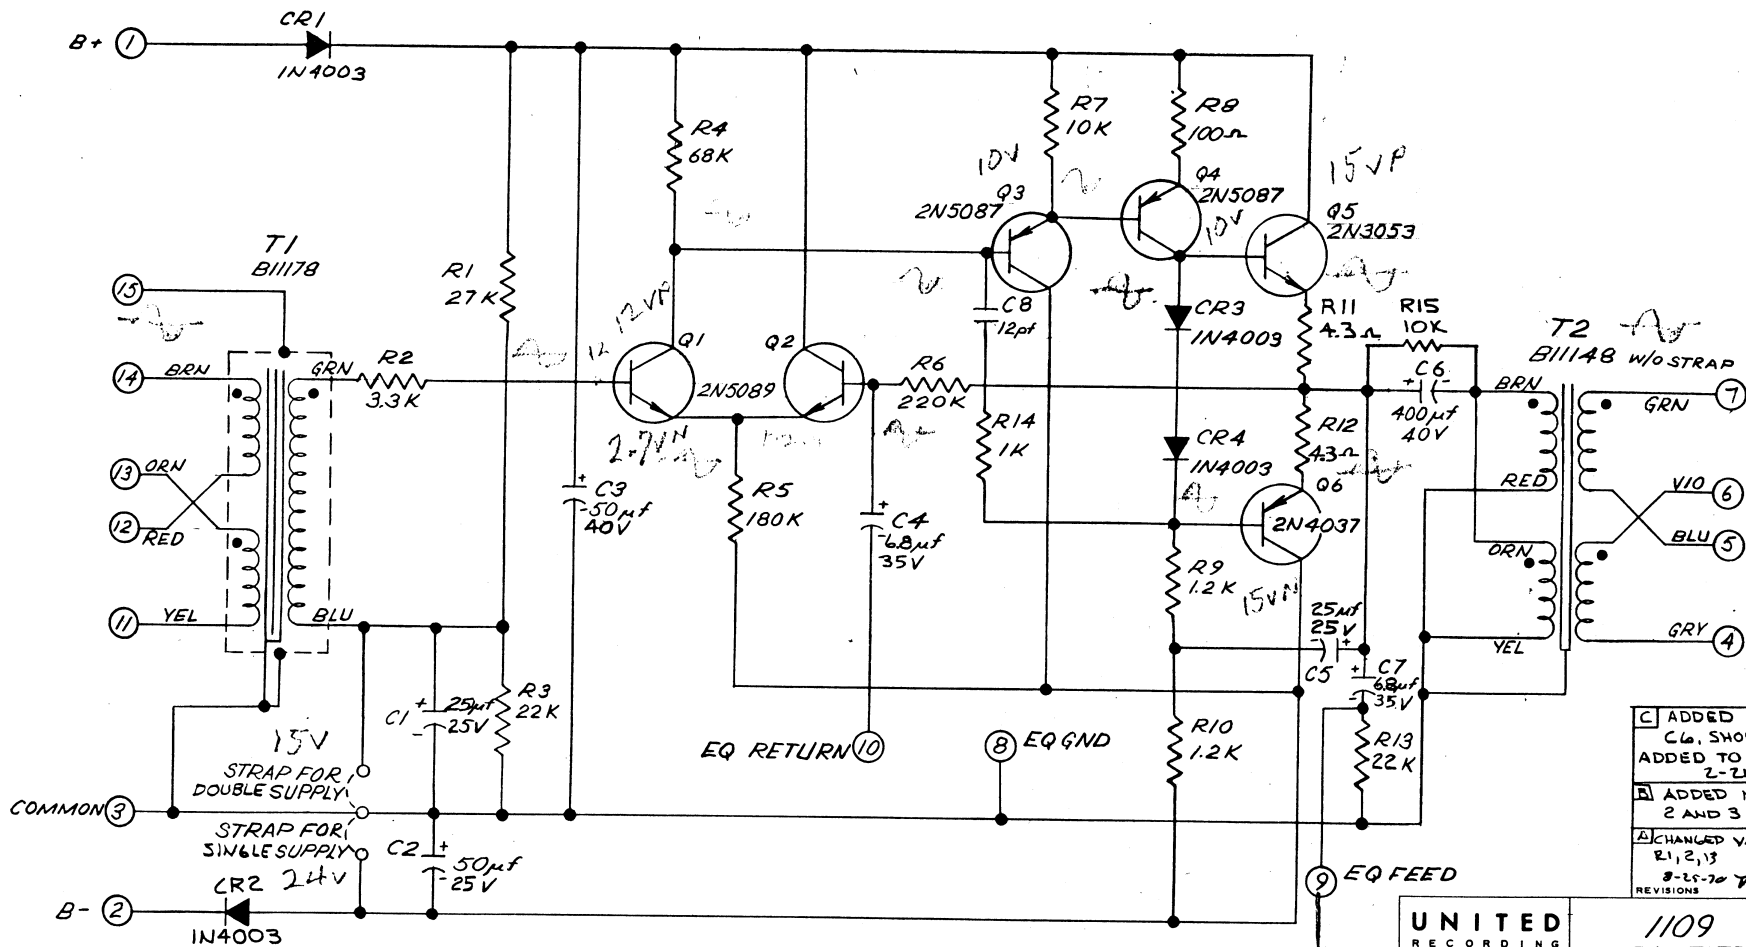 CR1
B+ 1
1N4003
R4
68K
R7
10K
R8
100Ω
10V
15VP
Q3
2N5087
Q4
2N5087
10V
Q5
2N3053
T1
B11178
15
R1
27K
12VP
12
Q1
Q2
2N5089
C8
12pf
CR3
1N4003
R11
4.3Ω
R15
10K
T2
B11148 W/O STRAP
14
BRN
GRN
R2
3.3K
R6
220K
C6
+ -
400µf
40V
BRN
GRN
7
2.7VN
R14
1K
CR4
1N4003
R12
4.3Ω
Q6
2N4037
13
ORN
12
RED
+
C3
-50µf
40V
R5
180K
+
C4
-6.8µf
35V
RED
VIO
6
ORN
BLU
5
11
YEL
BLU
R9
1.2K
15VN
25µf
25V
- +
C5
YEL
GRY
4
+
C7
6.8µf
-
35V
C1
+
25µf
25V
-
R3
22K
15V
EQ RETURN 10
8 EQ GND
R10
1.2K
R13
22K
STRAP FOR
DOUBLE SUPPLY
COMMON 3
STRAP FOR
SINGLE SUPPLY
24V
C2
+
50µf
-25V
CR2
B- 2
1N4003
9 EQ FEED
C ADDED
C6, SHO
ADDED TO
B ADDED
2 AND 3
A CHANGED V
R1, 2, 13
8-25-70
REVISIONS
UNITED
RECORDING
1109